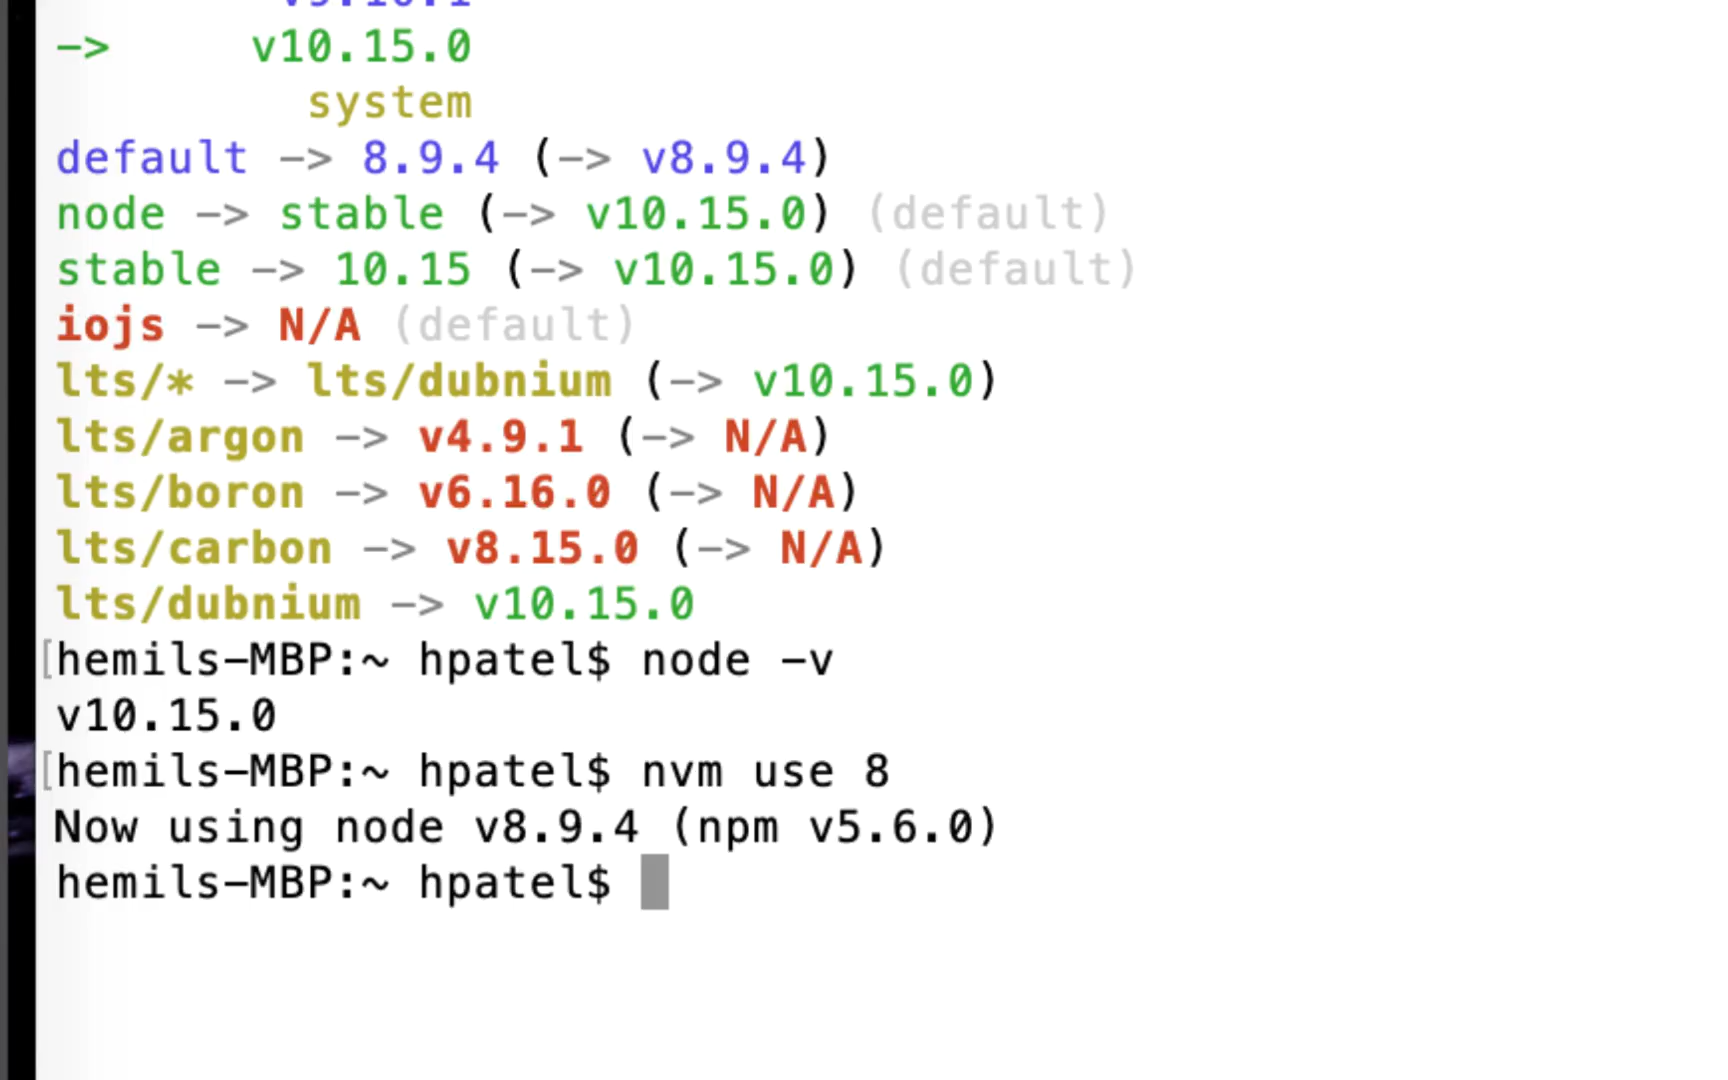 -> v10.15.0
system
default -> 8.9.4 (-> v8.9.4)
node -> stable (-> v10.15.0) (default)
stable -> 10.15 (-> v10.15.0) (default)
iojs -> N/A (default)
lts/* -> lts/dubnium (-> v10.15.0)
lts/argon -> v4.9.1 (-> N/A)
lts/boron -> v6.16.0 (-> N/A)
lts/carbon -> v8.15.0 (-> N/A)
lts/dubnium -> v10.15.0
[hemils-MBP:~ hpatel$ node -v
v10.15.0
[hemils-MBP:~ hpatel$ nvm use 8
Now using node v8.9.4 (npm v5.6.0)
hemils-MBP:~ hpatel$